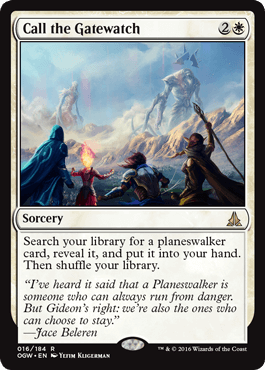 Call the Gatewatch 2
Sorcery
Search your library for a planeswalker
card, reveal it, and put it into your hand.
Then shuffle your library.
“I’ve heard it said that a Planeswalker is
someone who can always run from danger.
But Gideon’s right: we’re also the ones who
can choose to stay.”
—Jace Beleren
016/184 R
OGW • EN YEFIM KLIGERMAN
™ & © 2016 Wizards of the Coast